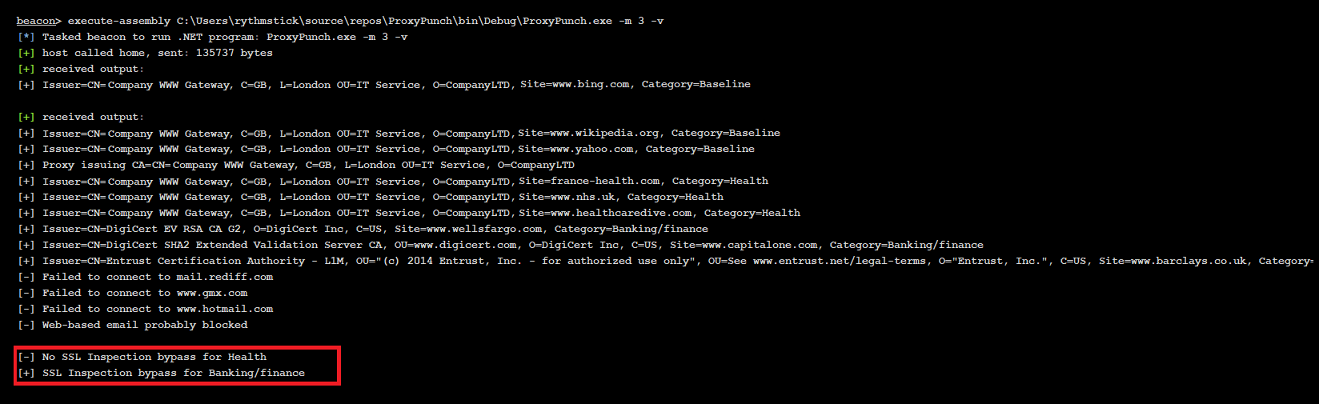 beacon> execute-assembly C:\Users\rythmstick\source\repos\ProxyPunch\bin\Debug\ProxyPunch.exe -m 3 -v
[*] Tasked beacon to run .NET program: ProxyPunch.exe -m 3 -v
[+] host called home, sent: 135737 bytes
[+] received output:
[+] Issuer=CN=Company WWW Gateway, C=GB, L=London OU=IT Service, O=CompanyLTD, Site=www.bing.com, Category=Baseline
[+] received output:
[+] Issuer=CN=Company WWW Gateway, C=GB, L=London OU=IT Service, O=CompanyLTD, Site=www.wikipedia.org, Category=Baseline
[+] Issuer=CN=Company WWW Gateway, C=GB, L=London OU=IT Service, O=CompanyLTD, Site=www.yahoo.com, Category=Baseline
[+] Proxy issuing CA=CN=Company WWW Gateway, C=GB, L=London OU=IT Service, O=CompanyLTD
[+] Issuer=CN=Company WWW Gateway, C=GB, L=London OU=IT Service, O=CompanyLTD, Site=france-health.com, Category=Health
[+] Issuer=CN=Company WWW Gateway, C=GB, L=London OU=IT Service, O=CompanyLTD, Site=www.nhs.uk, Category=Health
[+] Issuer=CN=Company WWW Gateway, C=GB, L=London OU=IT Service, O=CompanyLTD, Site=www.healthcaredive.com, Category=Health
[+] Issuer=CN=DigiCert EV RSA CA G2, O=DigiCert Inc, C=US, Site=www.wellsfargo.com, Category=Banking/finance
[+] Issuer=CN=DigiCert SHA2 Extended Validation Server CA, OU=www.digicert.com, O=DigiCert Inc, C=US, Site=www.capitalone.com, Category=Banking/finance
[+] Issuer=CN=Entrust Certification Authority - L1M, OU="(c) 2014 Entrust, Inc. - for authorized use only", OU=See www.entrust.net/legal-terms, O="Entrust, Inc.", C=US, Site=www.barclays.co.uk, Category=
[-] Failed to connect to mail.rediff.com
[-] Failed to connect to www.gmx.com
[-] Failed to connect to www.hotmail.com
[-] Web-based email probably blocked
[-] No SSL Inspection bypass for Health
[+] SSL Inspection bypass for Banking/finance